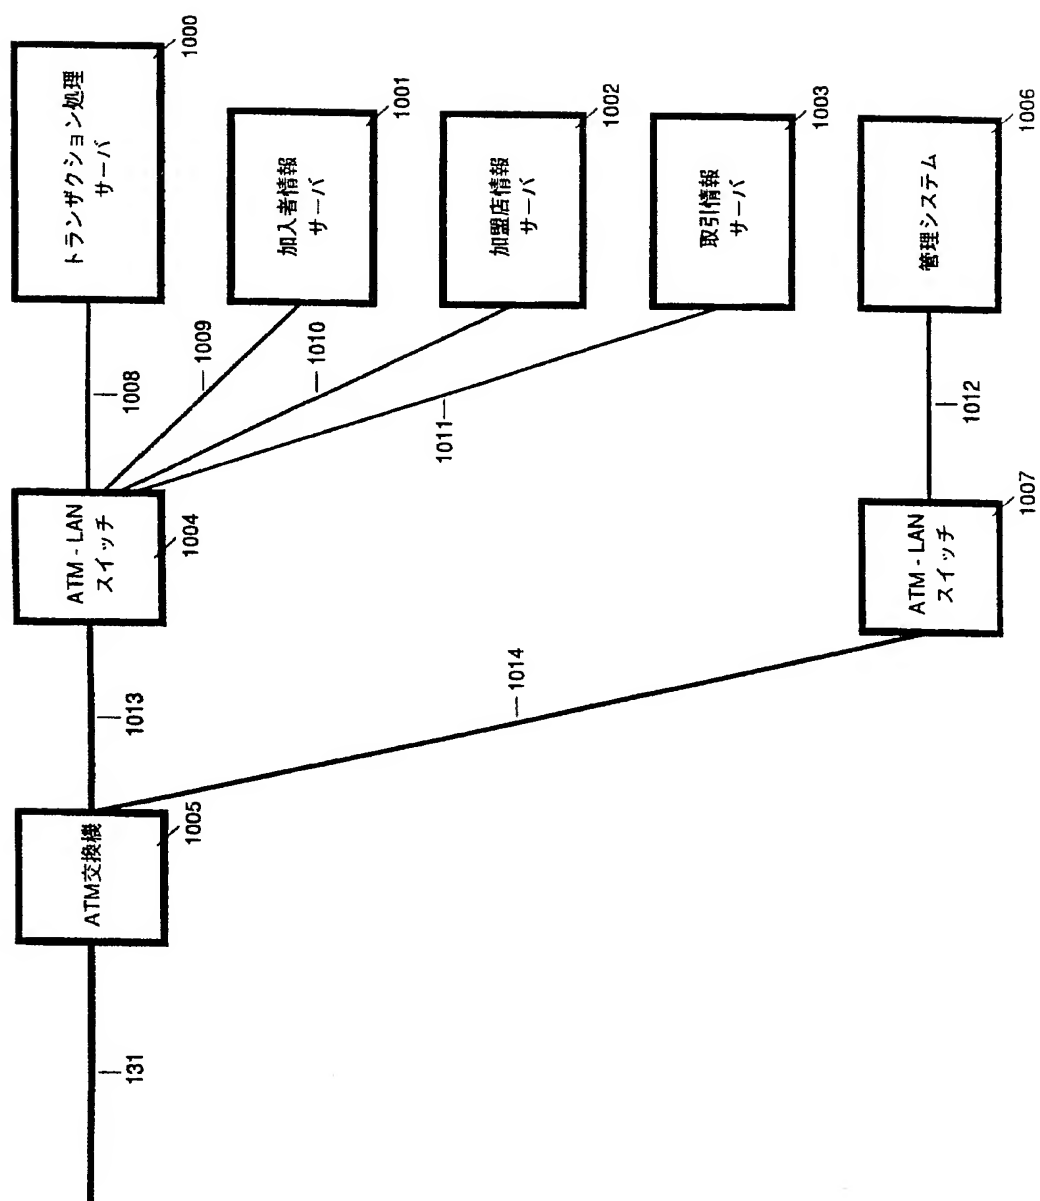 トランザクション処理
サーバ
1000
加入者情報
サーバ
1001
加盟店情報
サーバ
1002
取引情報
サーバ
1003
管理システム
1006
1008
1009
1010
1011
1012
ATM-LAN
スイッチ
1004
ATM-LAN
スイッチ
1007
1013
1014
ATM交換機
1005
131